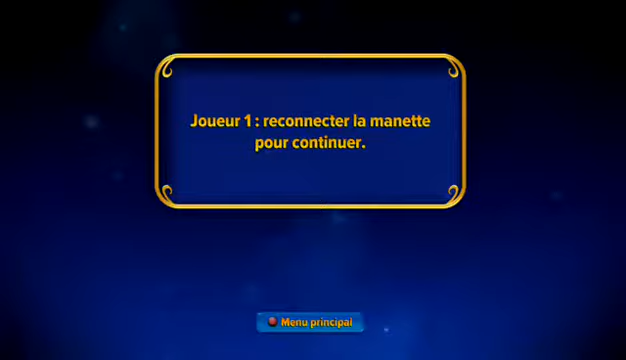 Joueur 1 : reconnecter la manette
pour continuer.
Menu principal